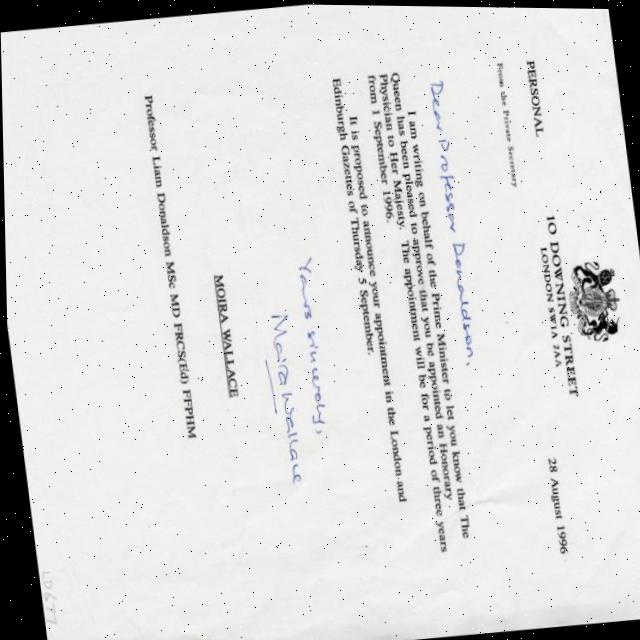 10 DOWNING STREET
LONDON SW1A 2AA
PERSONAL
28 August 1996
From the Private Secretary
Dear Professor Donaldson,
I am writing on behalf of the Prime Minister to let you know that The
Queen has been pleased to approve that you be appointed an Honorary
Physician to Her Majesty. The appointment will be for a period of three years
from 1 September 1996.
It is proposed to announce your appointment in the London and
Edinburgh Gazettes of Thursday 5 September.
Yours sincerely,
Moira Wallace
MOIRA WALLACE
Professor Liam Donaldson MSc MD FRCS(Ed) FFPHM